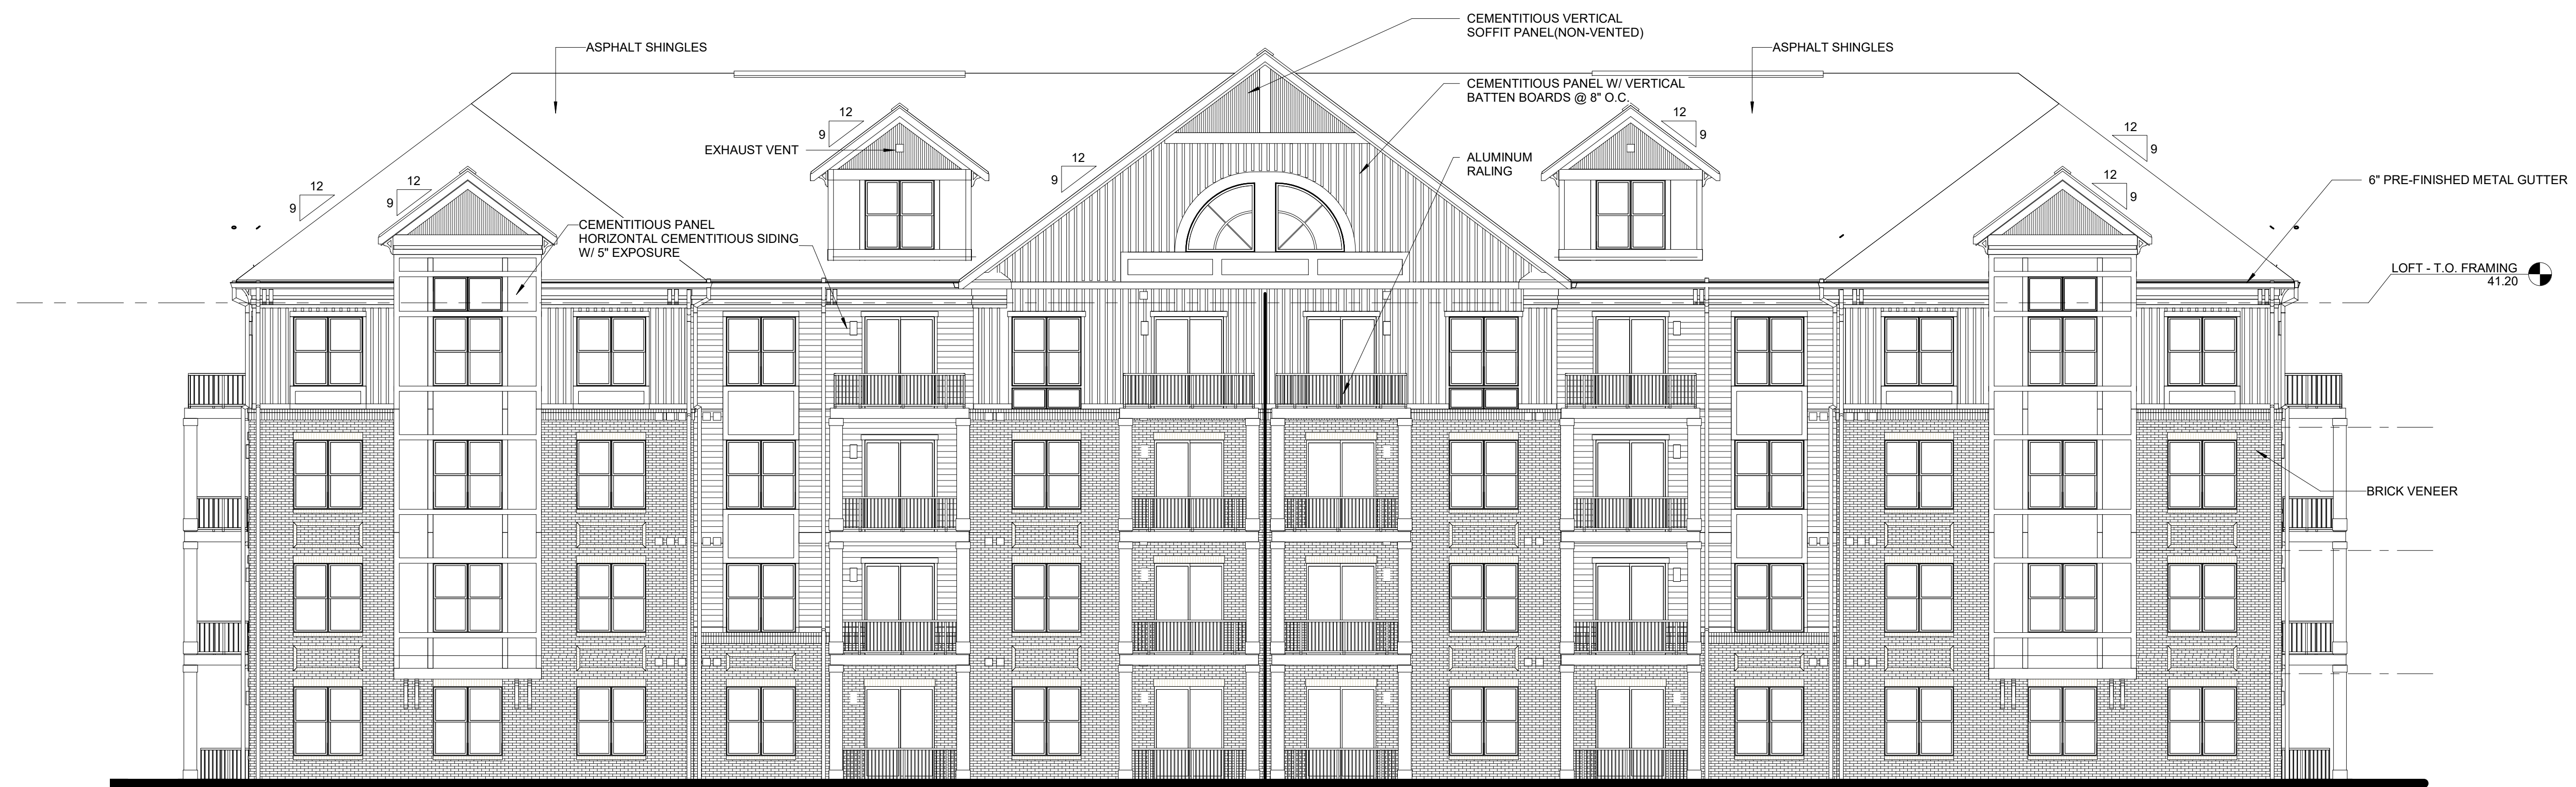 CEMENTITIOUS VERTICAL
SOFFIT PANEL(NON-VENTED)
ASPHALT SHINGLES
ASPHALT SHINGLES
CEMENTITIOUS PANEL W/ VERTICAL
BATTEN BOARDS @ 8" O.C.
12
9
12
9
12
9
EXHAUST VENT
12
9
ALUMINUM
RALING
12
9
12
9
12
9
6" PRE-FINISHED METAL GUTTER
CEMENTITIOUS PANEL
HORIZONTAL CEMENTITIOUS SIDING
W/ 5" EXPOSURE
LOFT - T.O. FRAMING
41.20
BRICK VENEER